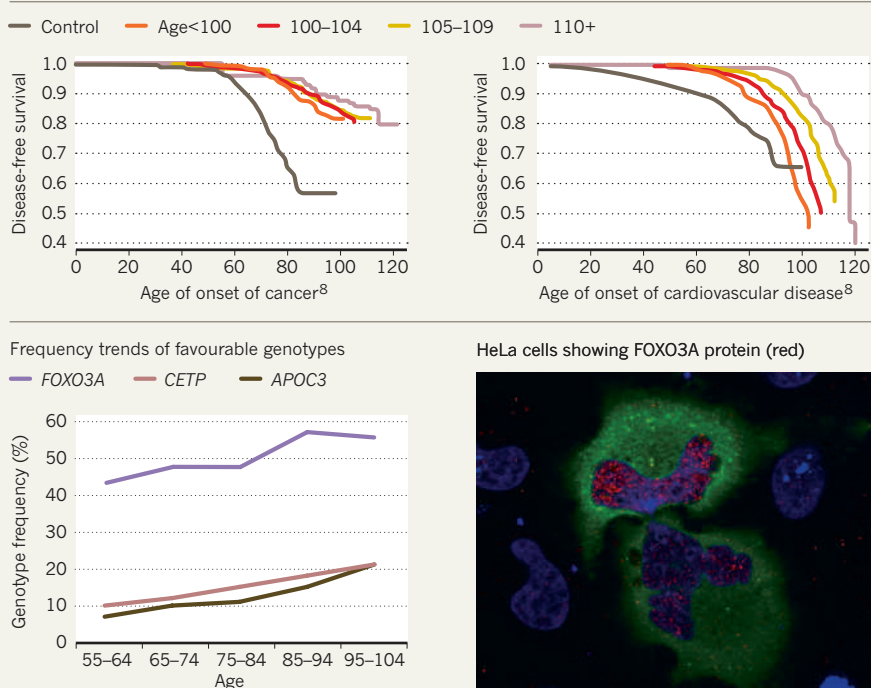 Control Age<100 100–104 105–109 110+
Disease-free survival
1.0
0.9
0.8
0.7
0.6
0.5
0.4
0 20 40 60 80 100 120
Age of onset of cancer⁸
Disease-free survival
1.0
0.9
0.8
0.7
0.6
0.5
0.4
0 20 40 60 80 100 120
Age of onset of cardiovascular disease⁸
Frequency trends of favourable genotypes
FOXO3A CETP APOC3
Genotype frequency (%)
60
50
40
30
20
10
0
55–64 65–74 75–84 85–94 95–104
Age
HeLa cells showing FOXO3A protein (red)